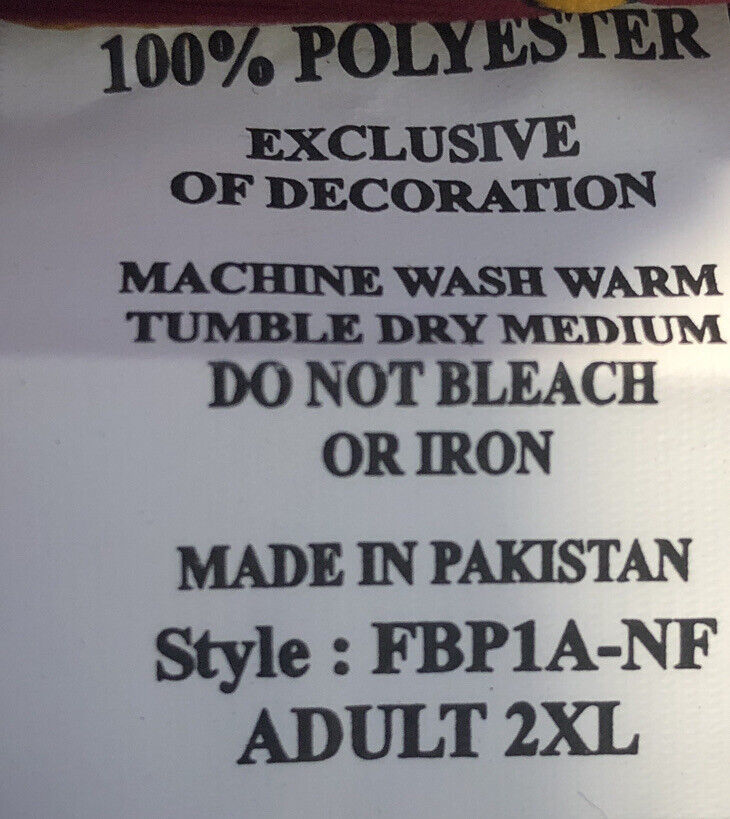 100% POLYESTER
EXCLUSIVE
OF DECORATION
MACHINE WASH WARM
TUMBLE DRY MEDIUM
DO NOT BLEACH
OR IRON
MADE IN PAKISTAN
Style : FBP1A-NF
ADULT 2XL